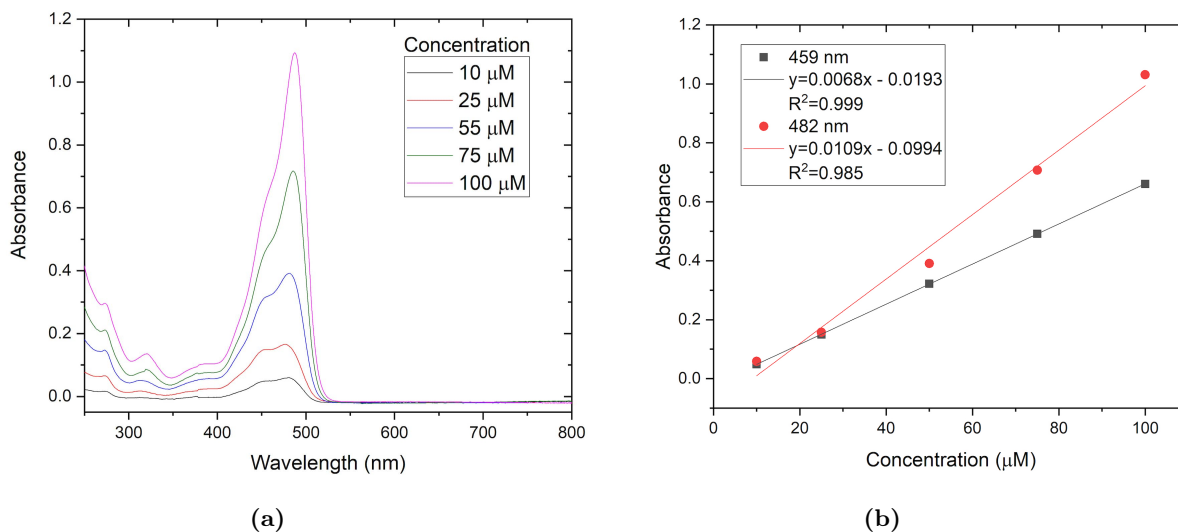 1.2
1.0
0.8
0.6
0.4
0.2
0.0
Absorbance
300 400 500 600 700 800
Wavelength (nm)
Concentration
10 μM
25 μM
55 μM
75 μM
100 μM
(a)
1.2
1.0
0.8
0.6
0.4
0.2
0.0
Absorbance
0 20 40 60 80 100
Concentration (μM)
459 nm
y=0.0068x - 0.0193
R²=0.999
482 nm
y=0.0109x - 0.0994
R²=0.985
(b)